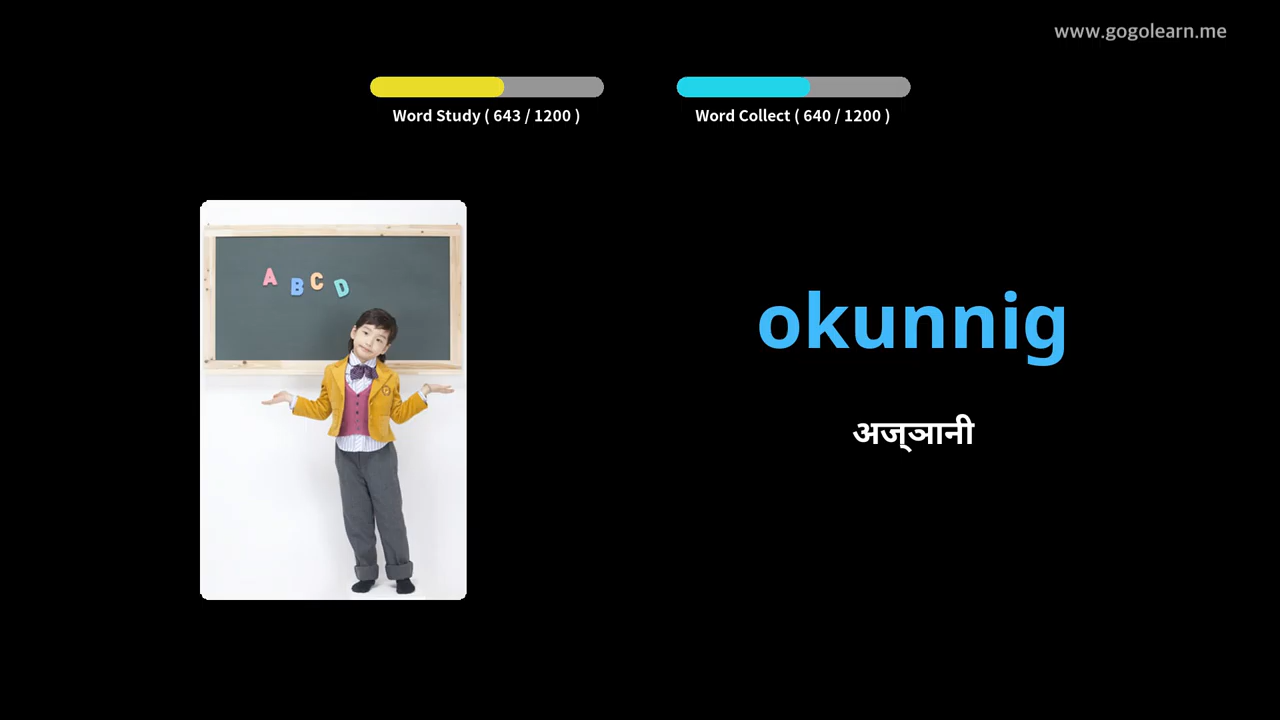 www.gogolearn.me
Word Study ( 643 / 1200 )
Word Collect ( 640 / 1200 )
A B C D
okunnig
अज्ञानी